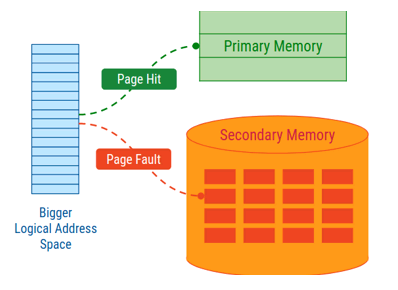 Primary Memory
Page Hit
Secondary Memory
Page Fault
Bigger
Logical Address
Space